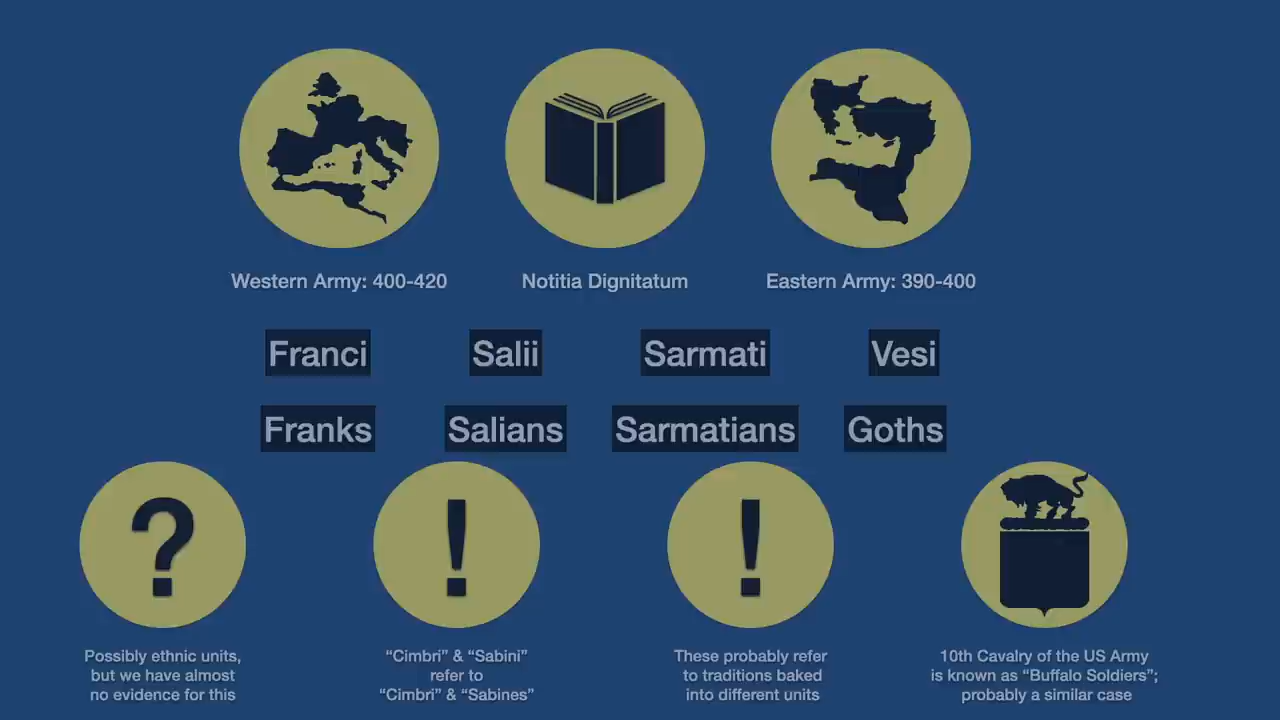 Western Army: 400-420
Notitia Dignitatum
Eastern Army: 390-400
Franci
Salii
Sarmati
Vesi
Franks
Salians
Sarmatians
Goths
Possibly ethnic units,
but we have almost
no evidence for this
“Cimbri” & “Sabini”
refer to
“Cimbri” & “Sabines”
These probably refer
to traditions baked
into different units
10th Cavalry of the US Army
is known as “Buffalo Soldiers”;
probably a similar case